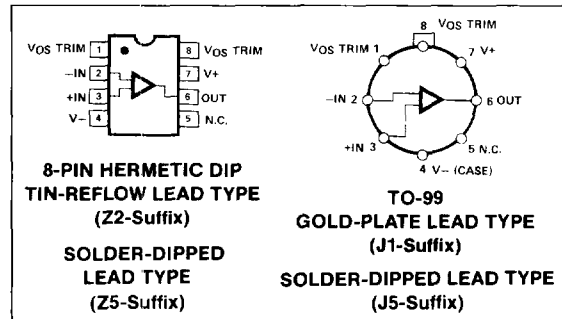 VOS TRIM 1
8 VOS TRIM
-IN 2
7 V+
+IN 3
6 OUT
V- 4
5 N.C.
8-PIN HERMETIC DIP
TIN-REFLOW LEAD TYPE
(Z2-Suffix)
SOLDER-DIPPED
LEAD TYPE
(Z5-Suffix)
8 VOS TRIM
VOS TRIM 1
7 V+
-IN 2
6 OUT
+IN 3
5 N.C.
4 V- (CASE)
TO-99
GOLD-PLATE LEAD TYPE
(J1-Suffix)
SOLDER-DIPPED LEAD TYPE
(J5-Suffix)